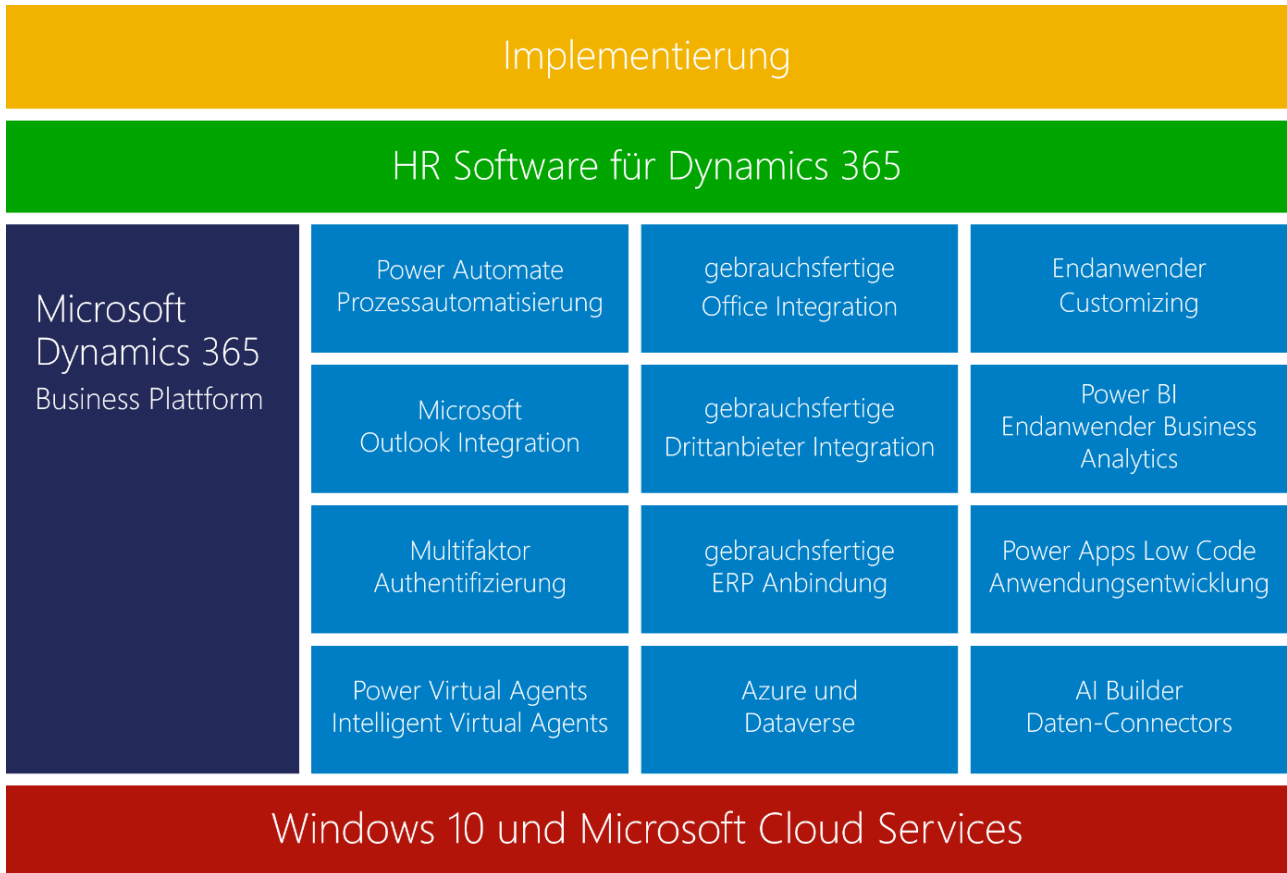 Implementierung
HR Software für Dynamics 365
Microsoft
Dynamics 365
Business Plattform
Power Automate
Prozessautomatisierung
gebrauchsfertige
Office Integration
Endanwender
Customizing
Microsoft
Outlook Integration
gebrauchsfertige
Drittanbieter Integration
Power BI
Endanwender Business
Analytics
Multifaktor
Authentifizierung
gebrauchsfertige
ERP Anbindung
Power Apps Low Code
Anwendungsentwicklung
Power Virtual Agents
Intelligent Virtual Agents
Azure und
Dataverse
AI Builder
Daten-Connectors
Windows 10 und Microsoft Cloud Services